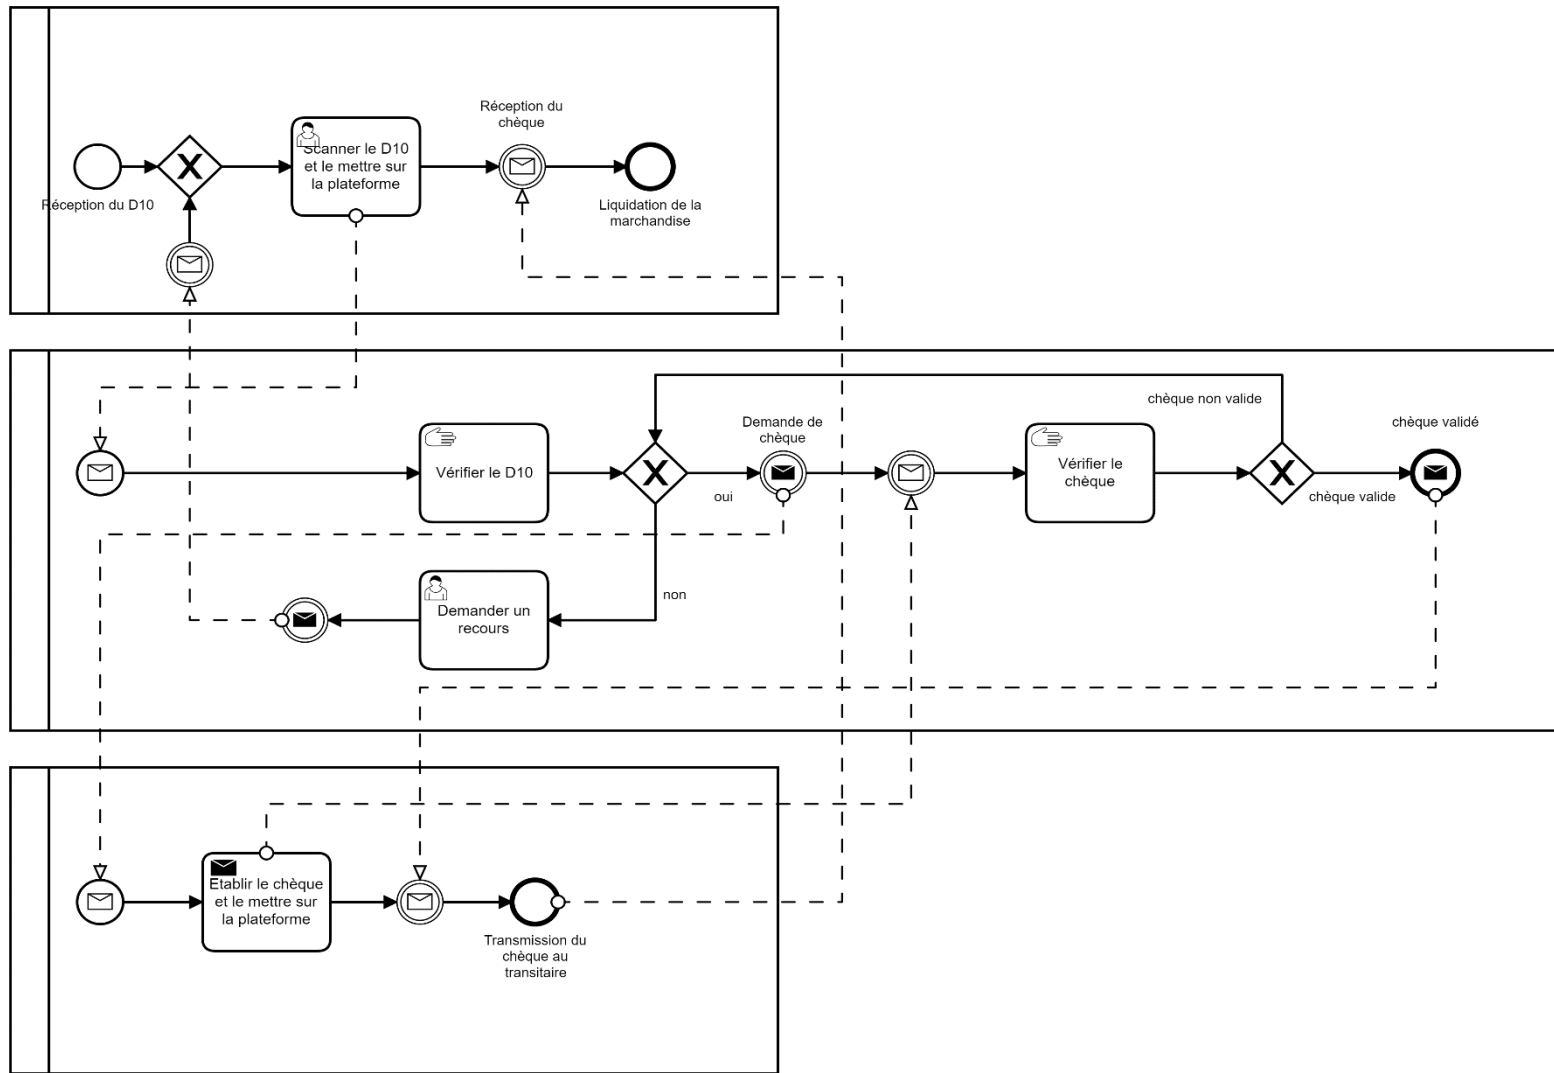 Réception du
chèque
Scanner le D10
et le mettre sur
la plateforme
Réception du D10
Liquidation de la
marchandise
chèque non valide
Demande de
chèque
chèque validé
Vérifier le D10
Vérifier le
chèque
oui
chèque valide
non
Demander un
recours
Etablir le chèque
et le mettre sur
la plateforme
Transmission du
chèque au
transitaire